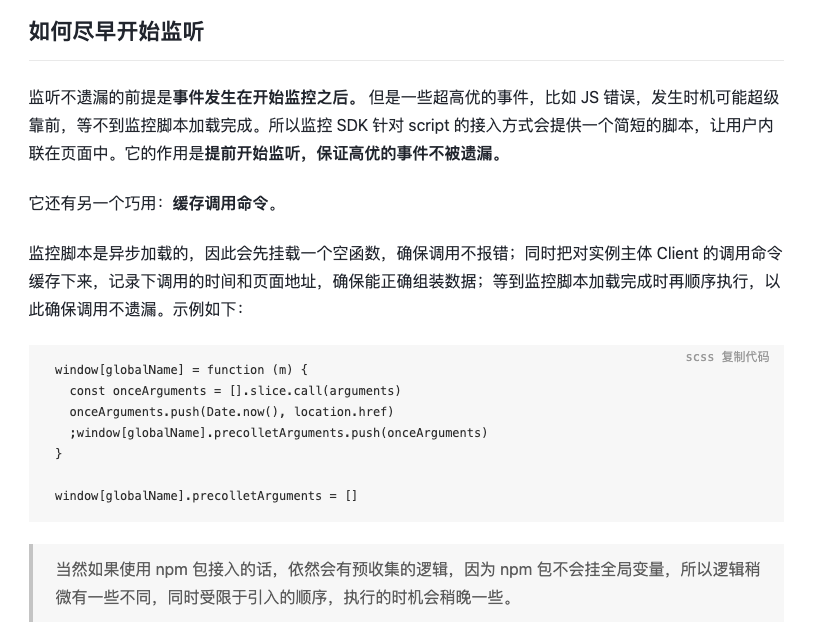 如何尽早开始监听
监听不遗漏的前提是事件发生在开始监控之后。 但是一些超高优的事件，比如 JS 错误，发生时机可能超级
靠前，等不到监控脚本加载完成。所以监控 SDK 针对 script 的接入方式会提供一个简短的脚本，让用户内
联在页面中。它的作用是提前开始监听，保证高优的事件不被遗漏。
它还有另一个巧用：缓存调用命令。
监控脚本是异步加载的，因此会先挂载一个空函数，确保调用不报错；同时把对实例主体 Client 的调用命令
缓存下来，记录下调用的时间和页面地址，确保能正确组装数据；等到监控脚本加载完成时再顺序执行，以
此确保调用不遗漏。示例如下：
scss 复制代码
window[globalName] = function (m) {
  const onceArguments = [].slice.call(arguments)
  onceArguments.push(Date.now(), location.href)
  ;window[globalName].precolletArguments.push(onceArguments)
}
window[globalName].precolletArguments = []
当然如果使用 npm 包接入的话，依然会有预收集的逻辑，因为 npm 包不会挂全局变量，所以逻辑稍
微有一些不同，同时受限于引入的顺序，执行的时机会稍晚一些。